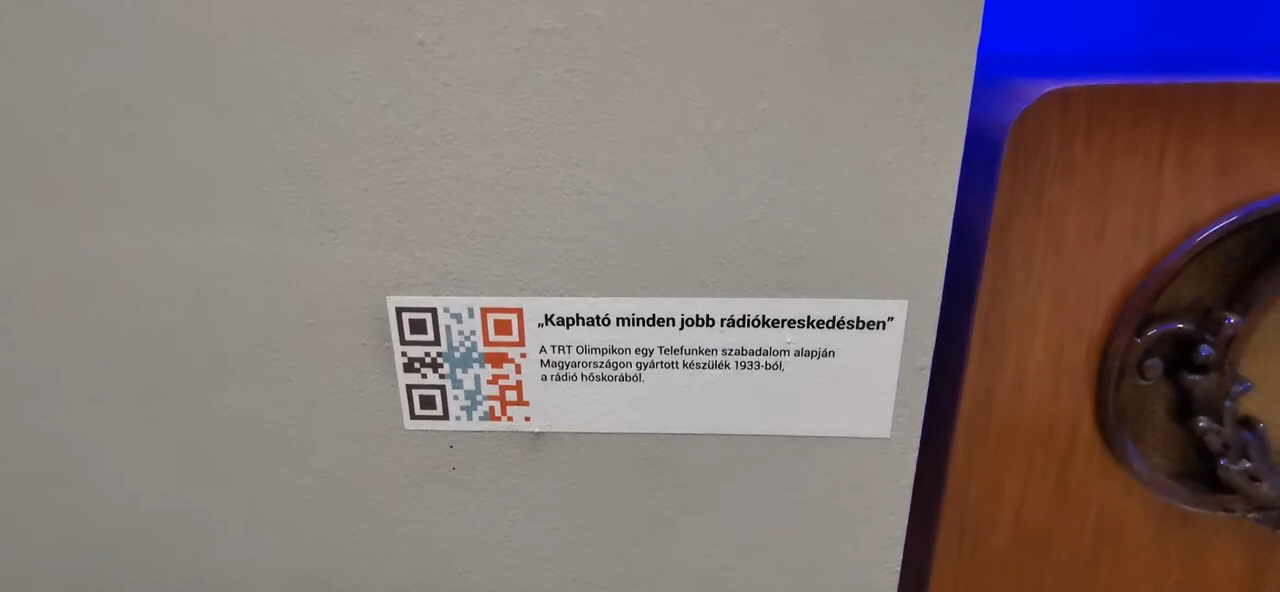 „Kapható minden jobb rádiókereskedésben”
A TRT Olimpikon egy Telefunken szabadalom alapján
Magyarországon gyártott készülék 1933-ból,
a rádió hőskorából.